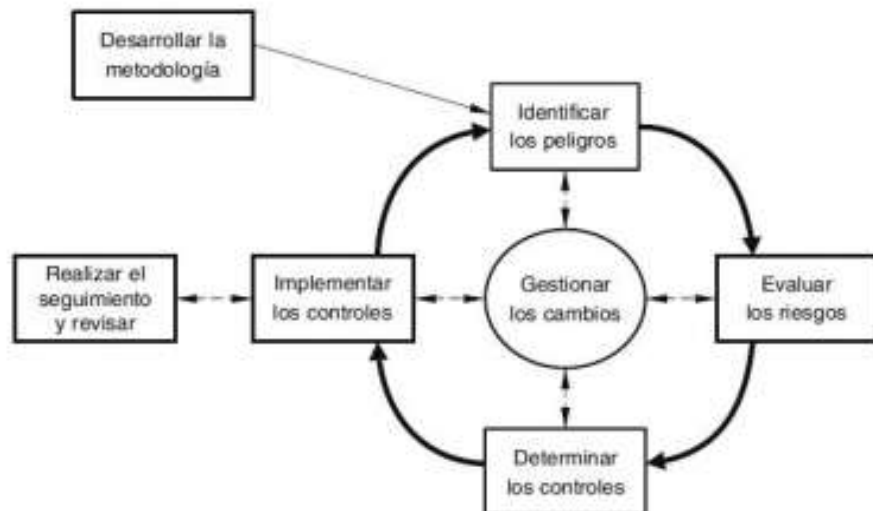 Desarrollar la
metodología
Identificar
los peligros
Realizar el
seguimiento
y revisar
Implementar
los controles
Gestionar
los cambios
Evaluar
los riesgos
Determinar
los controles